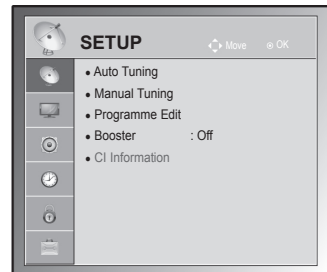 SETUP Move OK
• Auto Tuning
• Manual Tuning
• Programme Edit
• Booster : Off
• CI Information